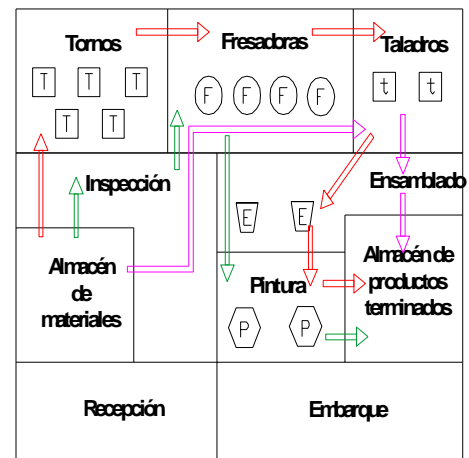 Tornos
Fresadoras
Taladros
T T T
F F F F
t t
T T
Inspección
Ensamblado
E E
Almacén
de
materiales
Almacén de
productos
terminados
Pintura
P P
Recepción
Embarque